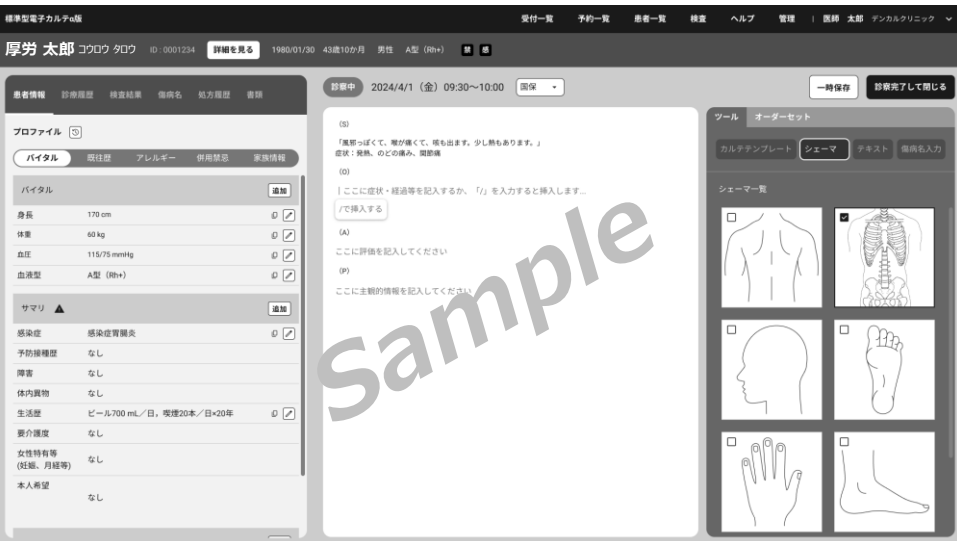 標準型電子カルテα版
受付一覧 予約一覧 患者一覧 検査 ヘルプ 管理 | 医師 太郎 デンカルクリニック
厚労 太郎 コウロウ タロウ ID:0001234 詳細を見る 1980/01/30 43歳10か月 男性 A型(Rh+) 禁 感
患者情報 診療履歴 検査結果 傷病名 処方履歴 書類
プロファイル
バイタル 既往歴 アレルギー 併用禁忌 家族情報
バイタル 追加
身長 170 cm
体重 60 kg
血圧 115/75 mmHg
血液型 A型(Rh+)
サマリ 追加
感染症 感染症胃腸炎
予防接種歴 なし
障害 なし
体内異物 なし
生活歴 ビール700 mL/日，喫煙20本/日×20年
要介護度 なし
女性特有等
(妊娠、月経等) なし
本人希望
なし
診察中 2024/4/1（金）09:30～10:00 国保
一時保存 診察完了して閉じる
(S)
「風邪っぽくて、喉が痛くて、咳も出ます。少し熱もあります。」
症状：発熱、のどの痛み、関節痛
(O)
|ここに症状・経過等を記入するか、「/」を入力すると挿入します...
/で挿入する
(A)
ここに評価を記入してください
(P)
ここに主観的情報を記入してください
Sample
ツール オーダーセット
カルテテンプレート シェーマ テキスト 傷病名入力
シェーマ一覧